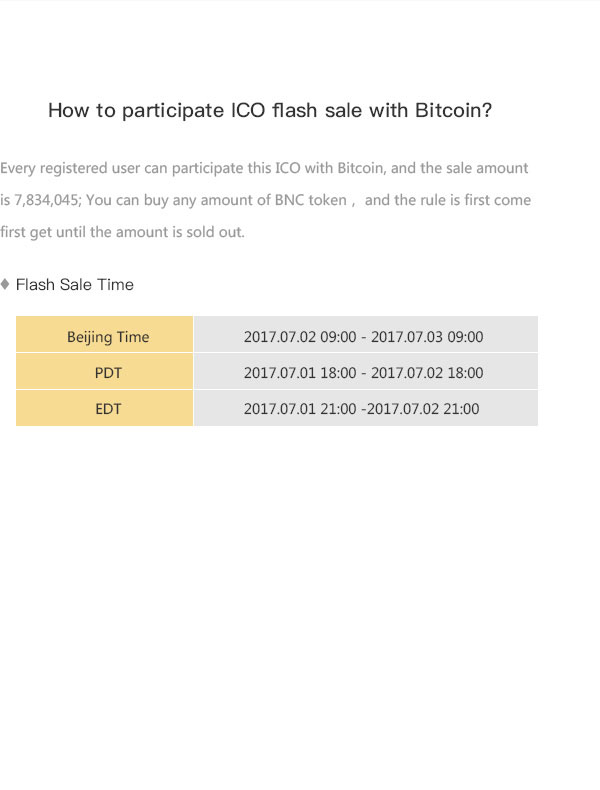 How to participate ICO flash sale with Bitcoin?
Every registered user can participate this ICO with Bitcoin, and the sale amount
is 7,834,045; You can buy any amount of BNC token , and the rule is first come
first get until the amount is sold out.
♦ Flash Sale Time
Beijing Time 2017.07.02 09:00 - 2017.07.03 09:00
PDT 2017.07.01 18:00 - 2017.07.02 18:00
EDT 2017.07.01 21:00 -2017.07.02 21:00